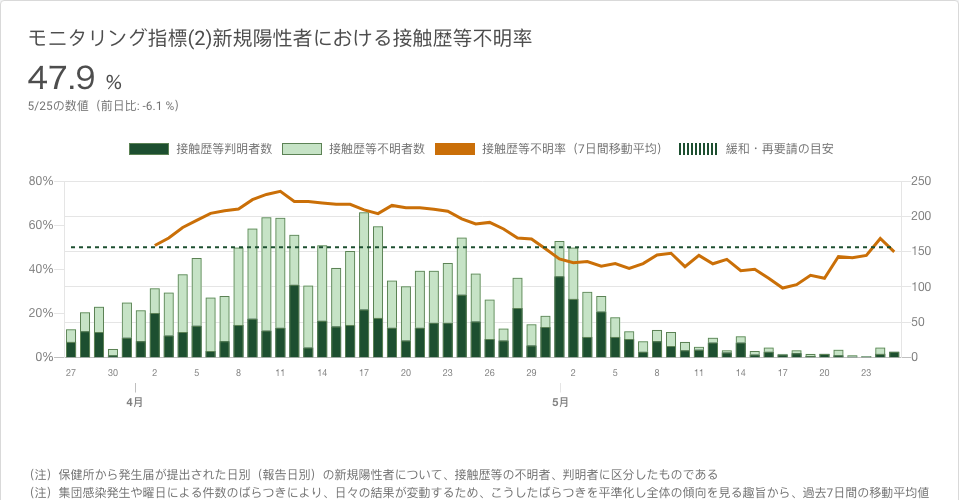 モニタリング指標(2)新規陽性者における接触歴等不明率
47.9 %
5/25の数値（前日比: -6.1 %）
接触歴等判明者数 接触歴等不明者数 接触歴等不明率（7日間移動平均） 緩和・再要請の目安
80% 250
200
60%
150
40%
100
20%
50
0% 0
27 30 2 5 8 11 14 17 20 23 26 29 2 5 8 11 14 17 20 23
4月 5月
（注）保健所から発生届が提出された日別（報告日別）の新規陽性者について、接触歴等の不明者、判明者に区分したものである
（注）集団感染発生や曜日による件数のばらつきにより、日々の結果が変動するため、こうしたばらつきを平準化し全体の傾向を見る趣旨から、過去7日間の移動平均値